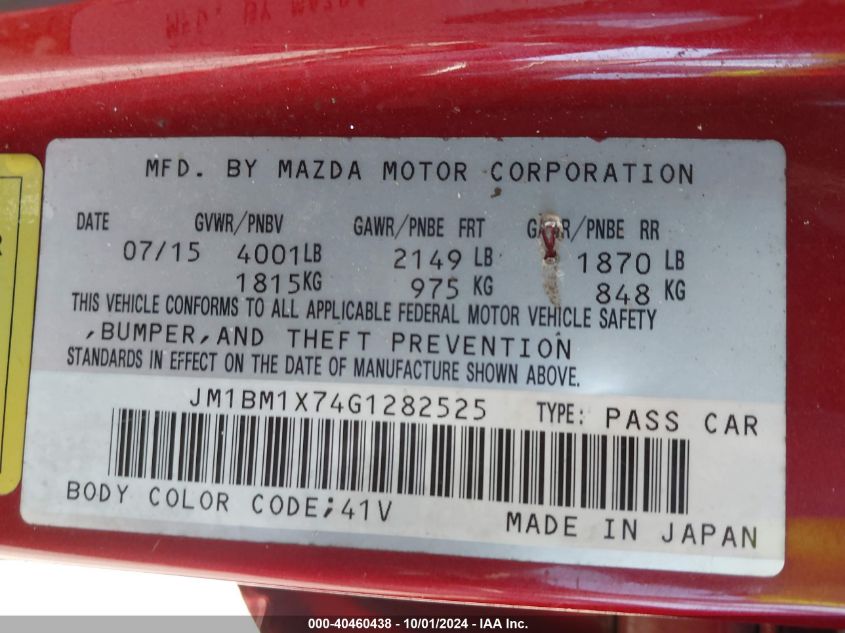 MFD. BY MAZDA MOTOR CORPORATION
DATE GVWR/PNBV GAWR/PNBE FRT GAWR/PNBE RR
07/15 4001LB 2149 LB 1870 LB
1815KG 975 KG 848 KG
THIS VEHICLE CONFORMS TO ALL APPLICABLE FEDERAL MOTOR VEHICLE SAFETY
,BUMPER,AND THEFT PREVENTION
STANDARDS IN EFFECT ON THE DATE OF MANUFACTURE SHOWN ABOVE.
JM1BM1X74G1282525 TYPE: PASS CAR
BODY COLOR CODE;41V
MADE IN JAPAN
000-40460438 - 10/01/2024 - IAA Inc.